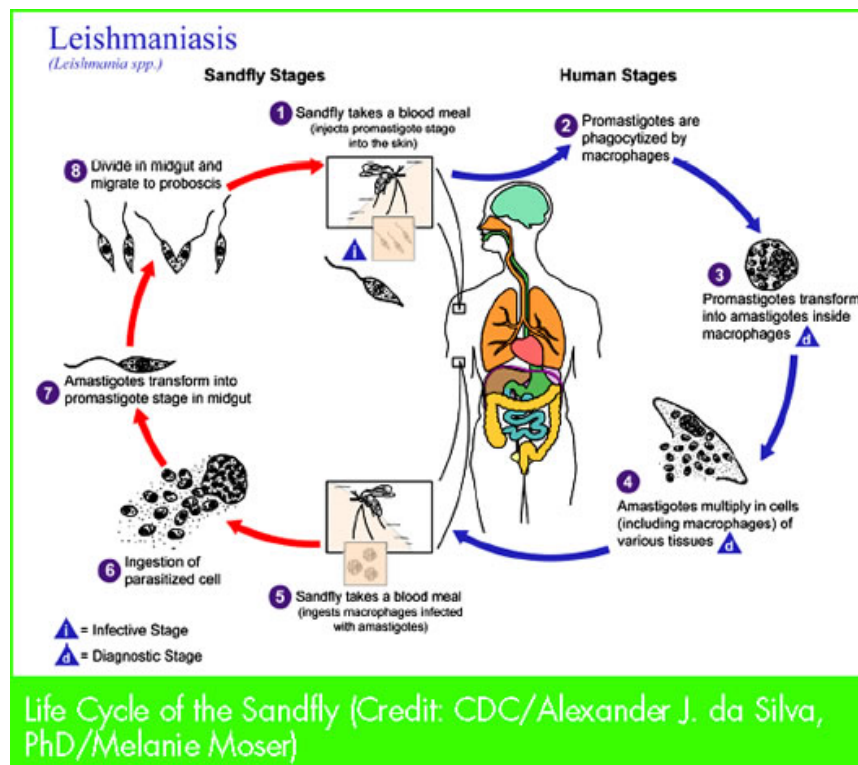 Leishmaniasis
(Leishmania spp.)
Sandfly Stages
Human Stages
1 Sandfly takes a blood meal
(injects promastigote stage
into the skin)
2 Promastigotes are
phagocytized by
macrophages
8 Divide in midgut and
migrate to proboscis
i
3
Promastigotes transform
into amastigotes inside
macrophages d
7 Amastigotes transform into
promastigote stage in midgut
4
Amastigotes multiply in cells
(including macrophages) of
various tissues d
6 Ingestion of
parasitized cell
5 Sandfly takes a blood meal
(ingests macrophages infected
with amastigotes)
i = Infective Stage
d = Diagnostic Stage
Life Cycle of the Sandfly (Credit: CDC/Alexander J. da Silva,
PhD/Melanie Moser)